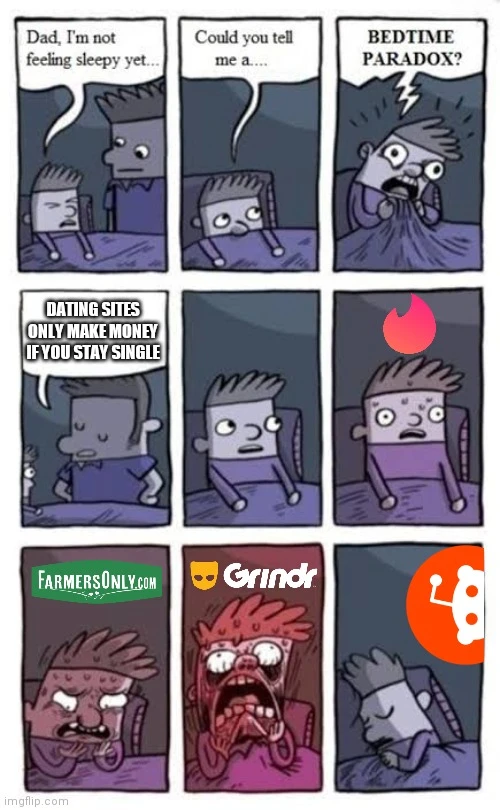 Dad, I'm not
feeling sleepy yet...
Could you tell
me a....
BEDTIME
PARADOX?
DATING SITES
ONLY MAKE MONEY
IF YOU STAY SINGLE
FARMERSONLY.COM
Grindr
imgflip.com